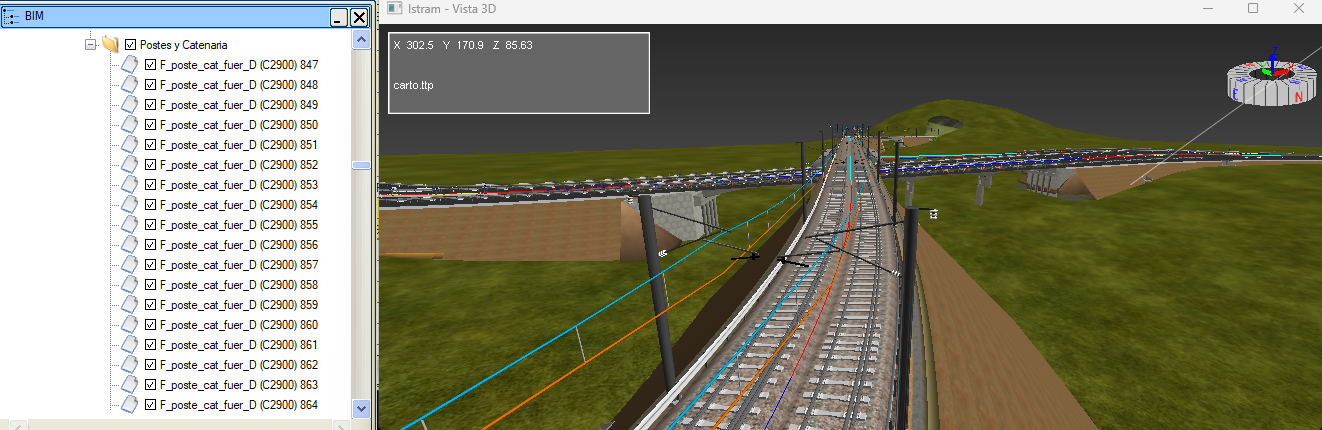 BIM
Postes y Catenaria
F_poste_cat_fuer_D (C2900) 847
F_poste_cat_fuer_D (C2900) 848
F_poste_cat_fuer_D (C2900) 849
F_poste_cat_fuer_D (C2900) 850
F_poste_cat_fuer_D (C2900) 851
F_poste_cat_fuer_D (C2900) 852
F_poste_cat_fuer_D (C2900) 853
F_poste_cat_fuer_D (C2900) 854
F_poste_cat_fuer_D (C2900) 855
F_poste_cat_fuer_D (C2900) 856
F_poste_cat_fuer_D (C2900) 857
F_poste_cat_fuer_D (C2900) 858
F_poste_cat_fuer_D (C2900) 859
F_poste_cat_fuer_D (C2900) 860
F_poste_cat_fuer_D (C2900) 861
F_poste_cat_fuer_D (C2900) 862
F_poste_cat_fuer_D (C2900) 863
F_poste_cat_fuer_D (C2900) 864
Istram - Vista 3D
X 302.5 Y 170.9 Z 85.63
carto.ttp
E N